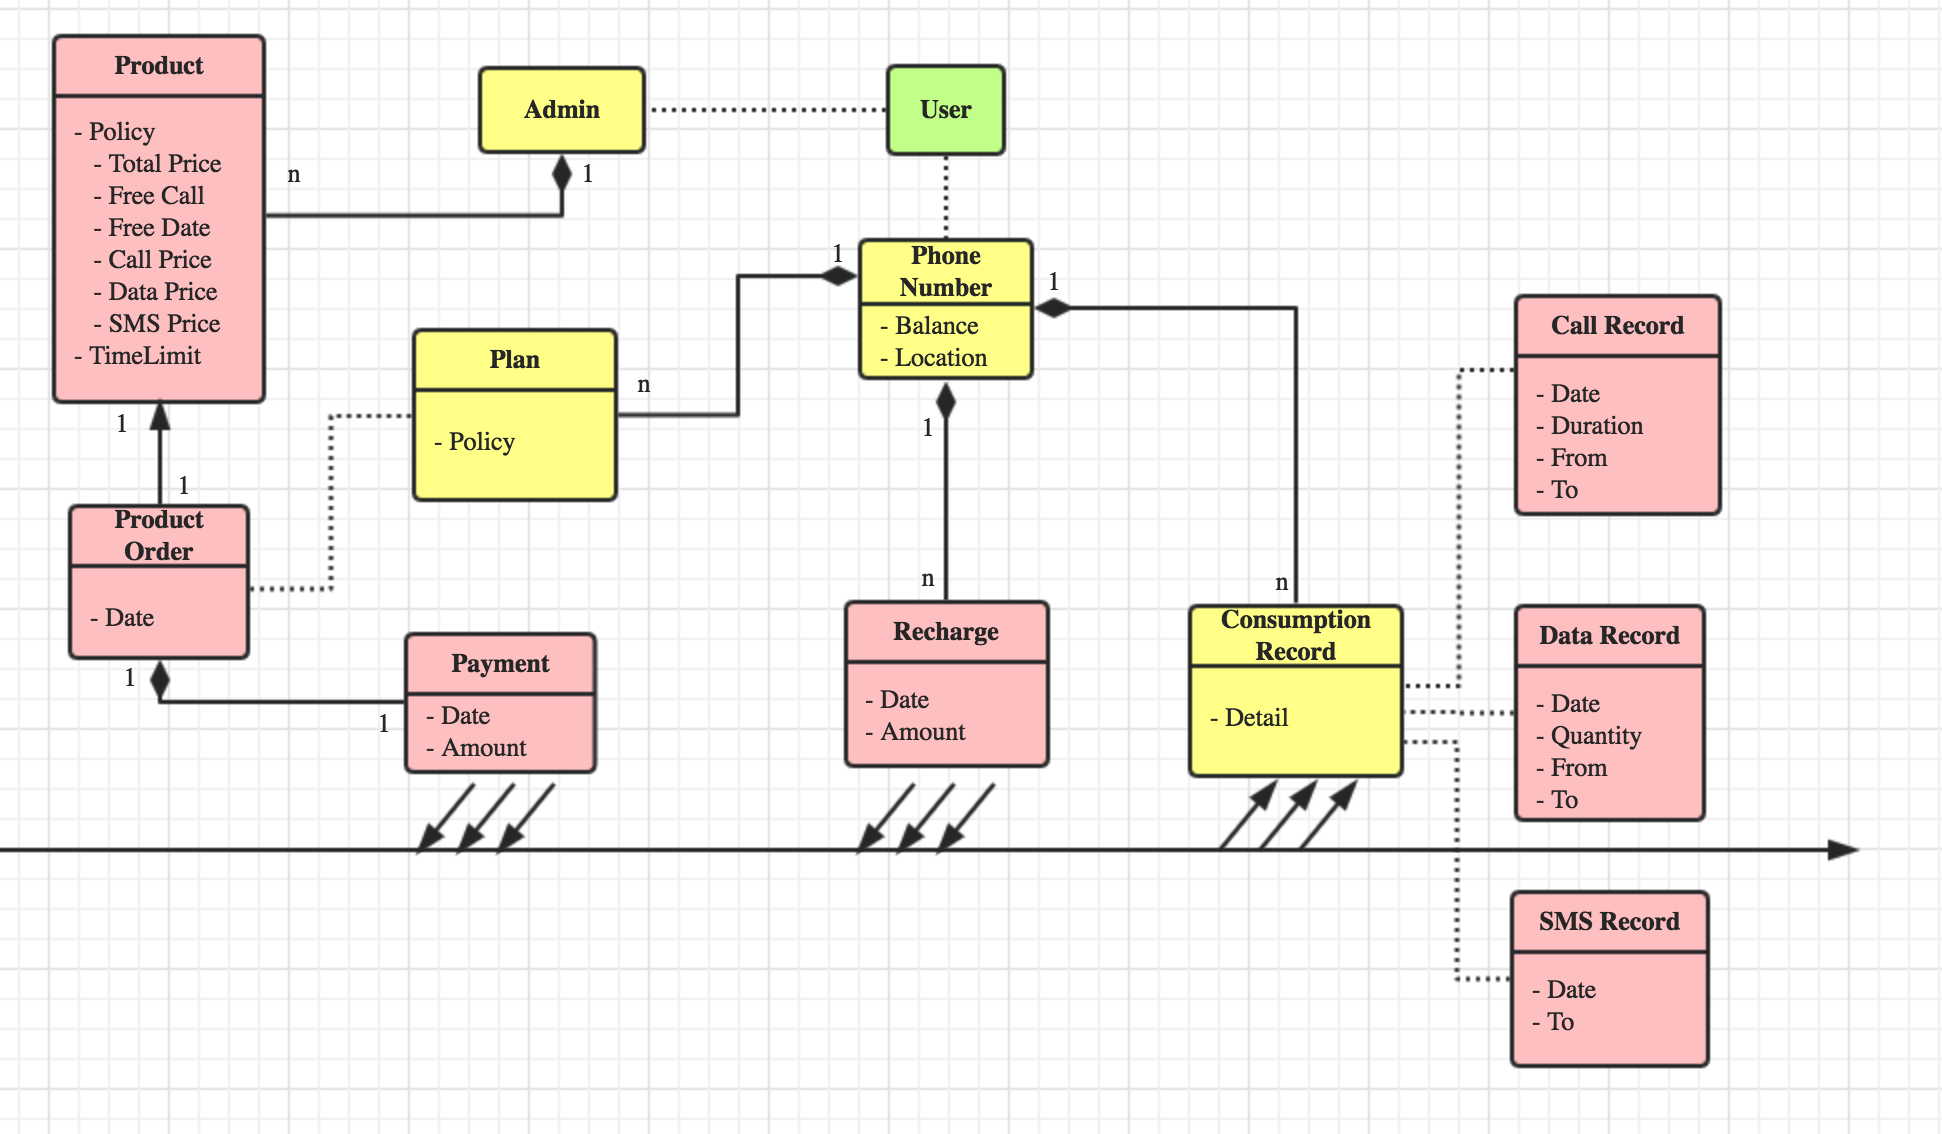 Product
- Policy
- Total Price
- Free Call
- Free Date
- Call Price
- Data Price
- SMS Price
- TimeLimit
n
Admin
1
User
1
Phone
Number
- Balance
- Location
1
1
Plan
- Policy
n
1
1
Product
Order
- Date
1
1
Payment
- Date
- Amount
n
Recharge
- Date
- Amount
n
Consumption
Record
- Detail
Call Record
- Date
- Duration
- From
- To
Data Record
- Date
- Quantity
- From
- To
SMS Record
- Date
- To